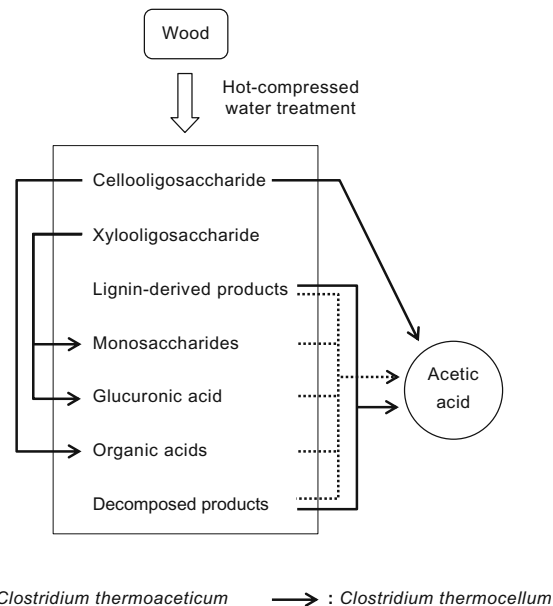 Wood
Hot-compressed
water treatment
Cellooligosaccharide
Xylooligosaccharide
Lignin-derived products
Monosaccharides
Glucuronic acid
Organic acids
Decomposed products
Acetic
acid
Clostridium thermoaceticum
: Clostridium thermocellum